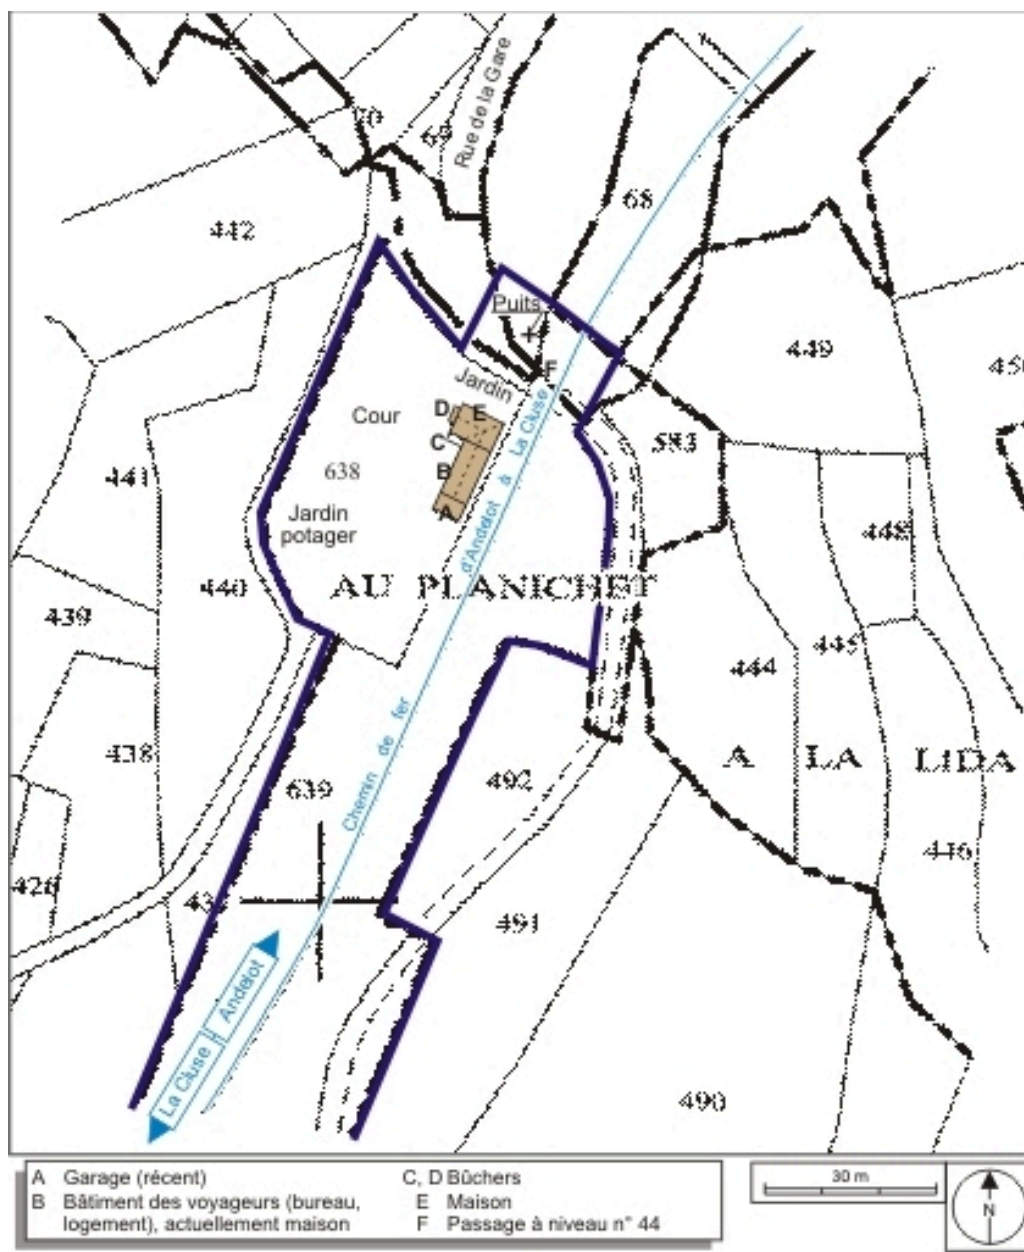 Rue de la Gare
70
69
68
442
Puits
449
450
Jardin
F
D E
Cour
C
583
B
441
638
A
Jardin
potager
448
Chemin de fer d'Andelot à La Cluse
AU PLANICHET
440
439
445
444
438
A LA LIDA
492
639
446
428
43
491
La Cluse
Andelot
490
A Garage (récent)
B Bâtiment des voyageurs (bureau,
logement), actuellement maison
C, D Bûchers
E Maison
F Passage à niveau n° 44
30 m
N